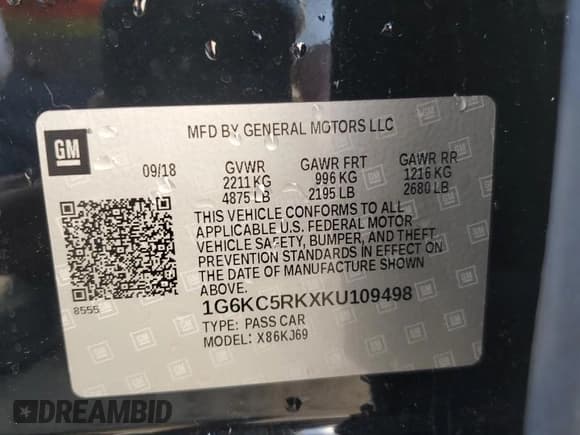 MFD BY GENERAL MOTORS LLC
GM
09/18 GVWR GAWR FRT GAWR RR
2211 KG 996 KG 1216 KG
4875 LB 2195 LB 2680 LB
THIS VEHICLE CONFORMS TO ALL
APPLICABLE U.S. FEDERAL MOTOR
VEHICLE SAFETY, BUMPER, AND THEFT
PREVENTION STANDARDS IN EFFECT ON
THE DATE OF MANUFACTURE SHOWN
ABOVE.
8555
1G6KC5RKXKU109498
TYPE: PASS CAR
MODEL: X86KJ69
DREAMBID